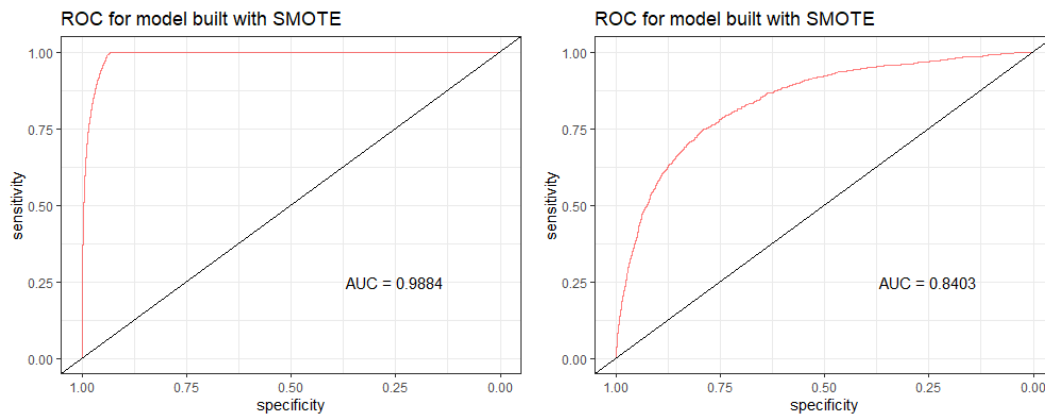 ROC for model built with SMOTE
1.00
0.75
0.50
0.25
0.00
sensitivity
AUC = 0.9884
1.00 0.75 0.50 0.25 0.00
specificity
ROC for model built with SMOTE
1.00
0.75
0.50
0.25
0.00
sensitivity
AUC = 0.8403
1.00 0.75 0.50 0.25 0.00
specificity